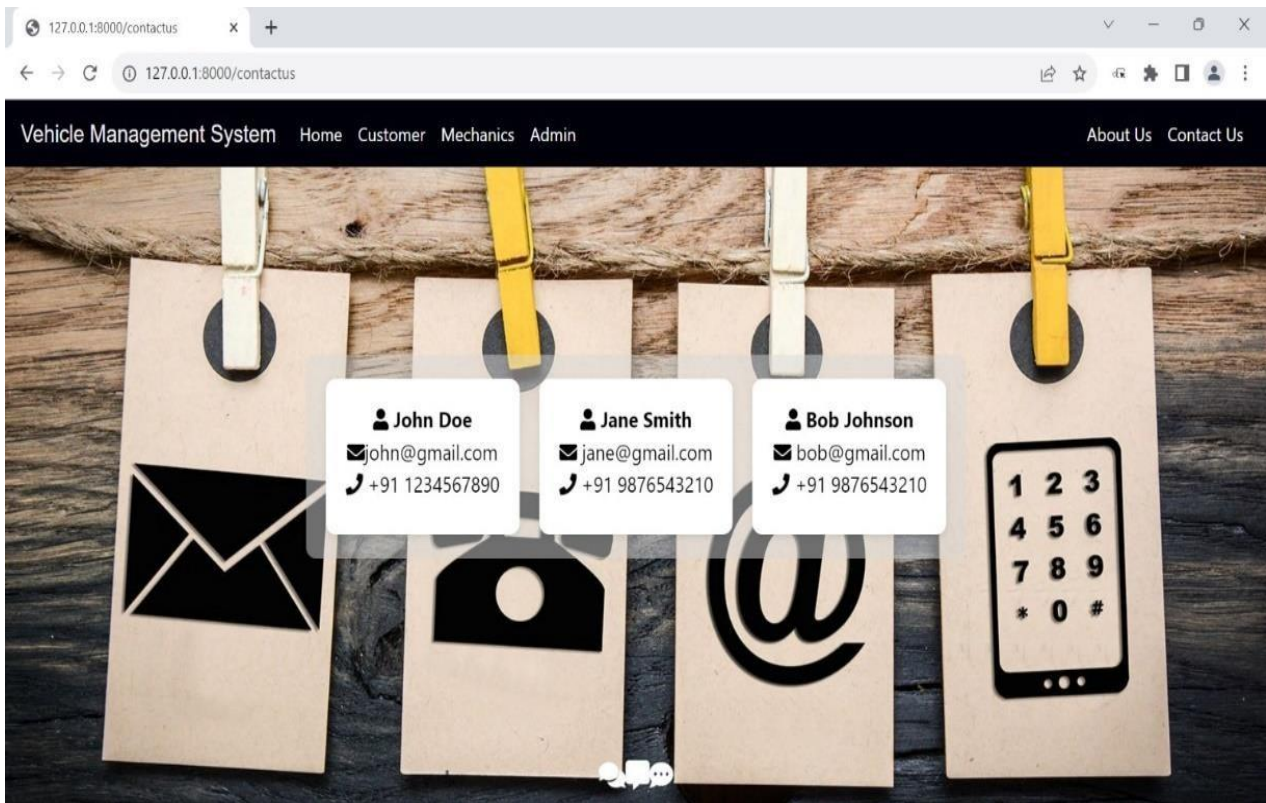 127.0.0.1:8000/contactus
127.0.0.1:8000/contactus
Vehicle Management System Home Customer Mechanics Admin About Us Contact Us
John Doe
john@gmail.com
+91 1234567890
Jane Smith
jane@gmail.com
+91 9876543210
Bob Johnson
bob@gmail.com
+91 9876543210
@
1 2 3
4 5 6
7 8 9
* 0 #